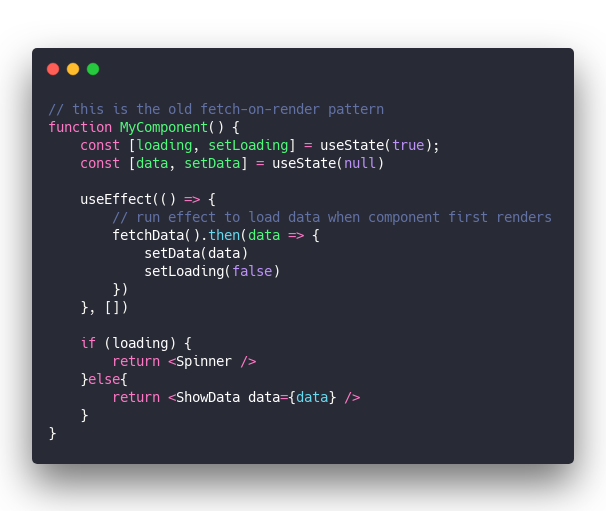 // this is the old fetch-on-render pattern
function MyComponent() {
    const [loading, setLoading] = useState(true);
    const [data, setData] = useState(null)

    useEffect(() => {
        // run effect to load data when component first renders
        fetchData().then(data => {
            setData(data)
            setLoading(false)
        })
    }, [])

    if (loading) {
        return <Spinner />
    }else{
        return <ShowData data={data} />
    }
}